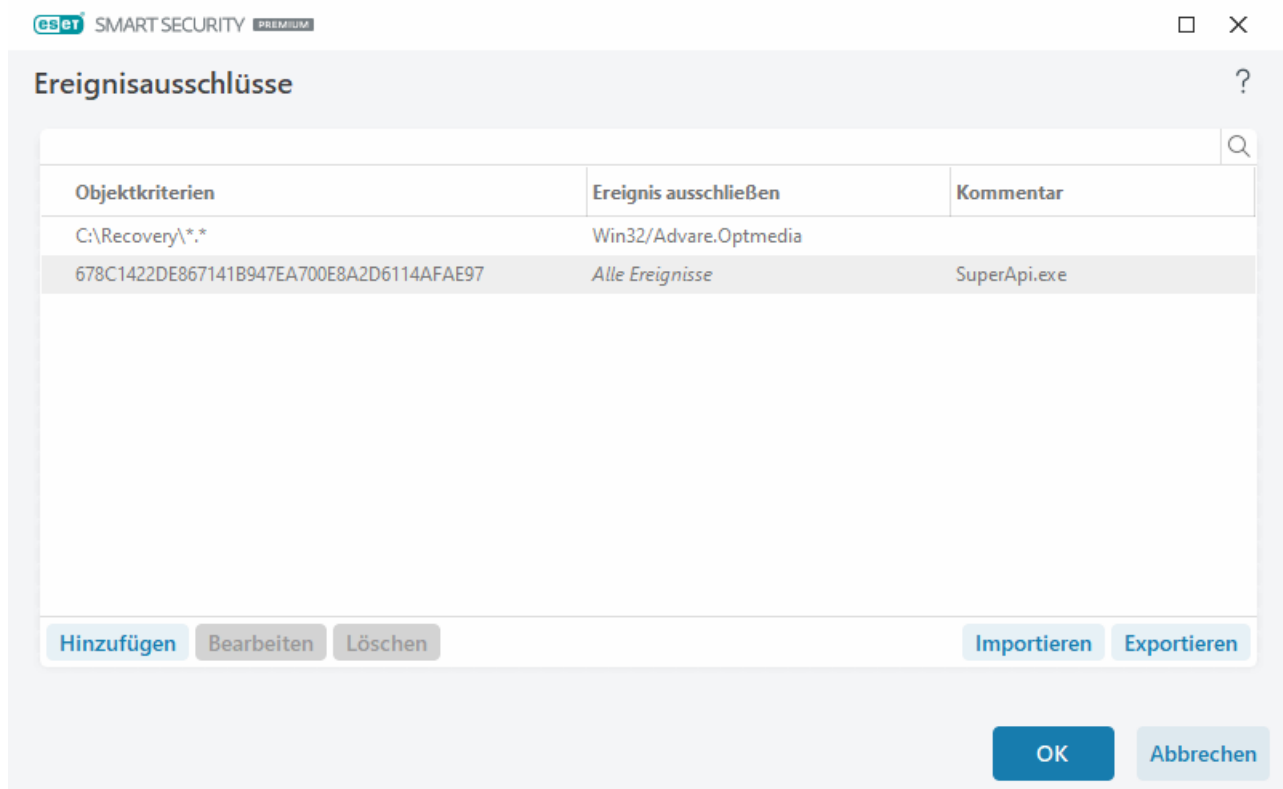 eset SMART SECURITY PREMIUM
Ereignisausschlüsse
?
Objektkriterien Ereignis ausschließen Kommentar
C:\Recovery\*.* Win32/Advare.Optmedia
678C1422DE867141B947EA700E8A2D6114AFAE97 Alle Ereignisse SuperApi.exe
Hinzufügen Bearbeiten Löschen Importieren Exportieren
OK Abbrechen